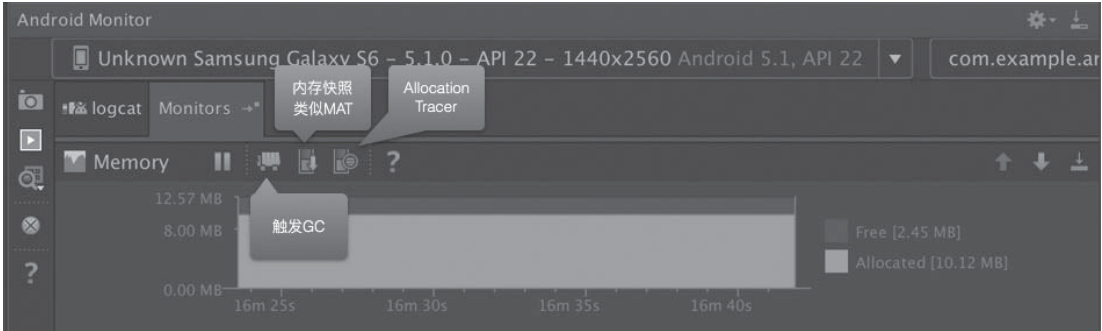 Android Monitor
Unknown Samsung Galaxy S6 - 5.1.0 - API 22 - 1440x2560 Android 5.1, API 22
com.example.ar
内存快照
类似MAT
Allocation
Tracer
logcat
Monitors
Memory
?
12.57 MB
8.00 MB
0.00 MB
触发GC
Free [2.45 MB]
Allocated [10.12 MB]
?
16m 25s
16m 30s
16m 35s
16m 40s